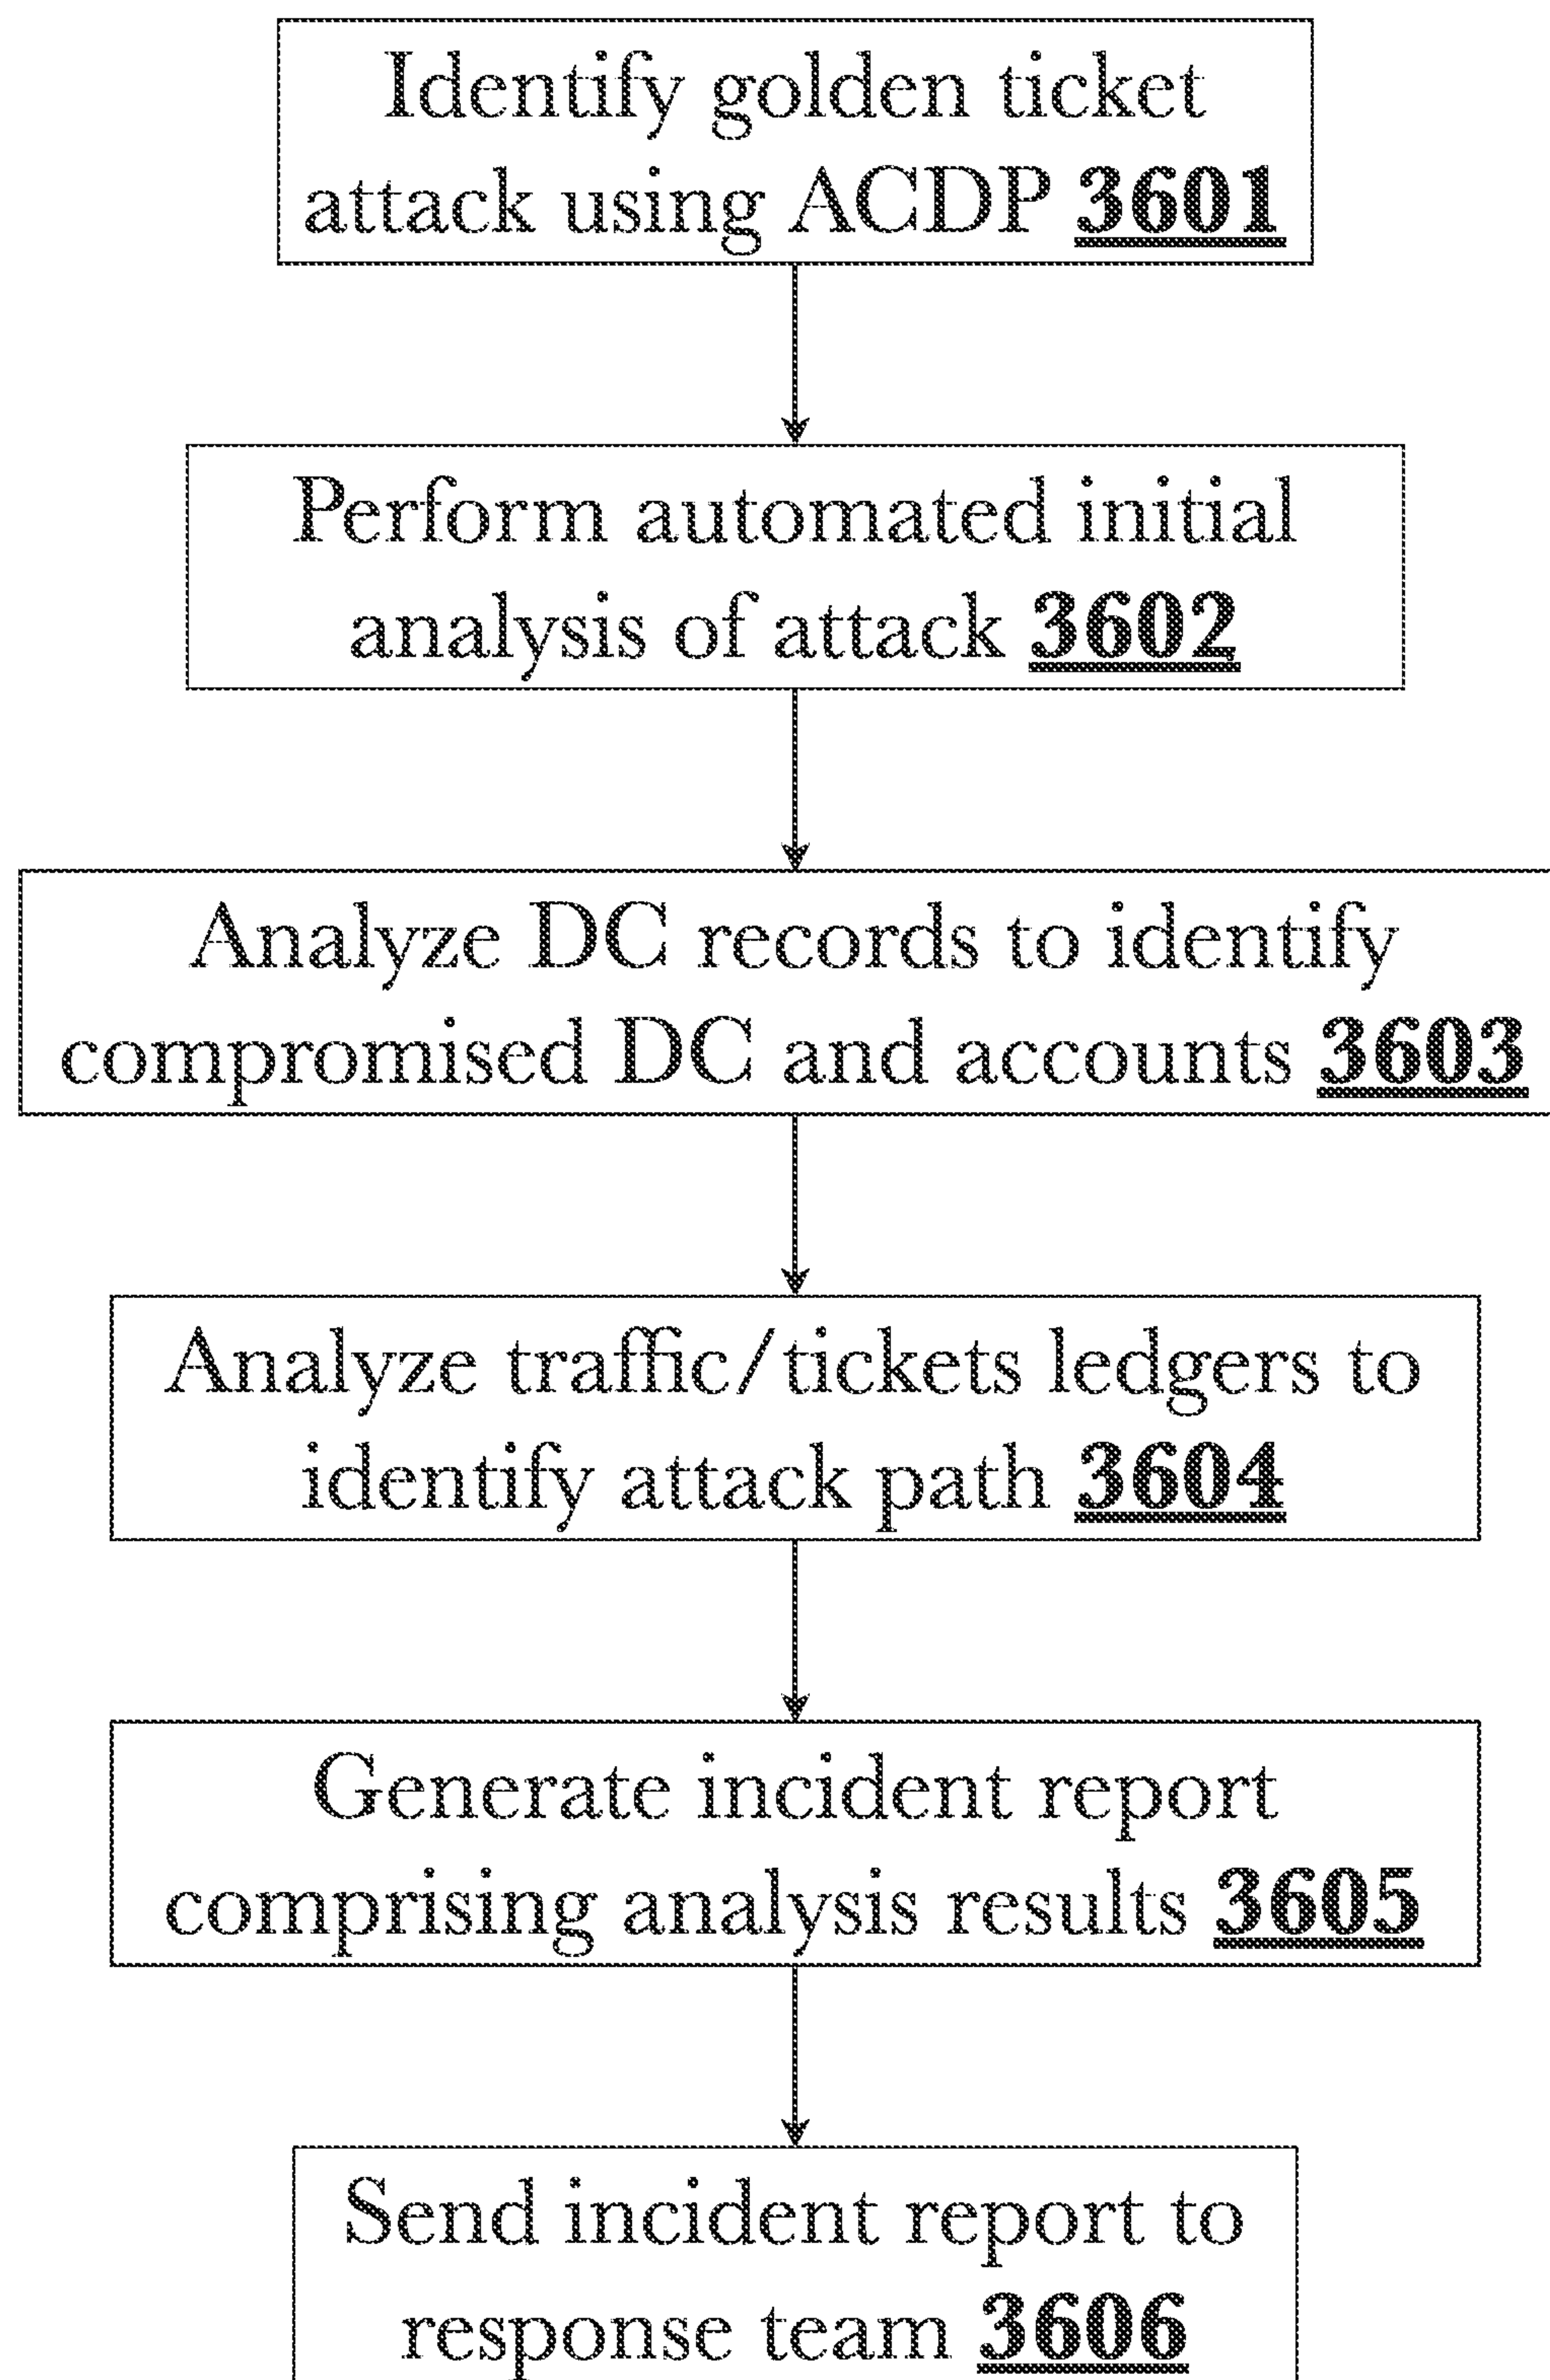 Identify golden ticket
attack using ACDP 3601
Perform automated initial
analysis of attack 3602
Analyze DC records to identify
compromised DC and accounts 3603
Analyze traffic/tickets ledgers to
identify attack path 3604
Generate incident report
comprising analysis results 3605
Send incident report to
response team 3606